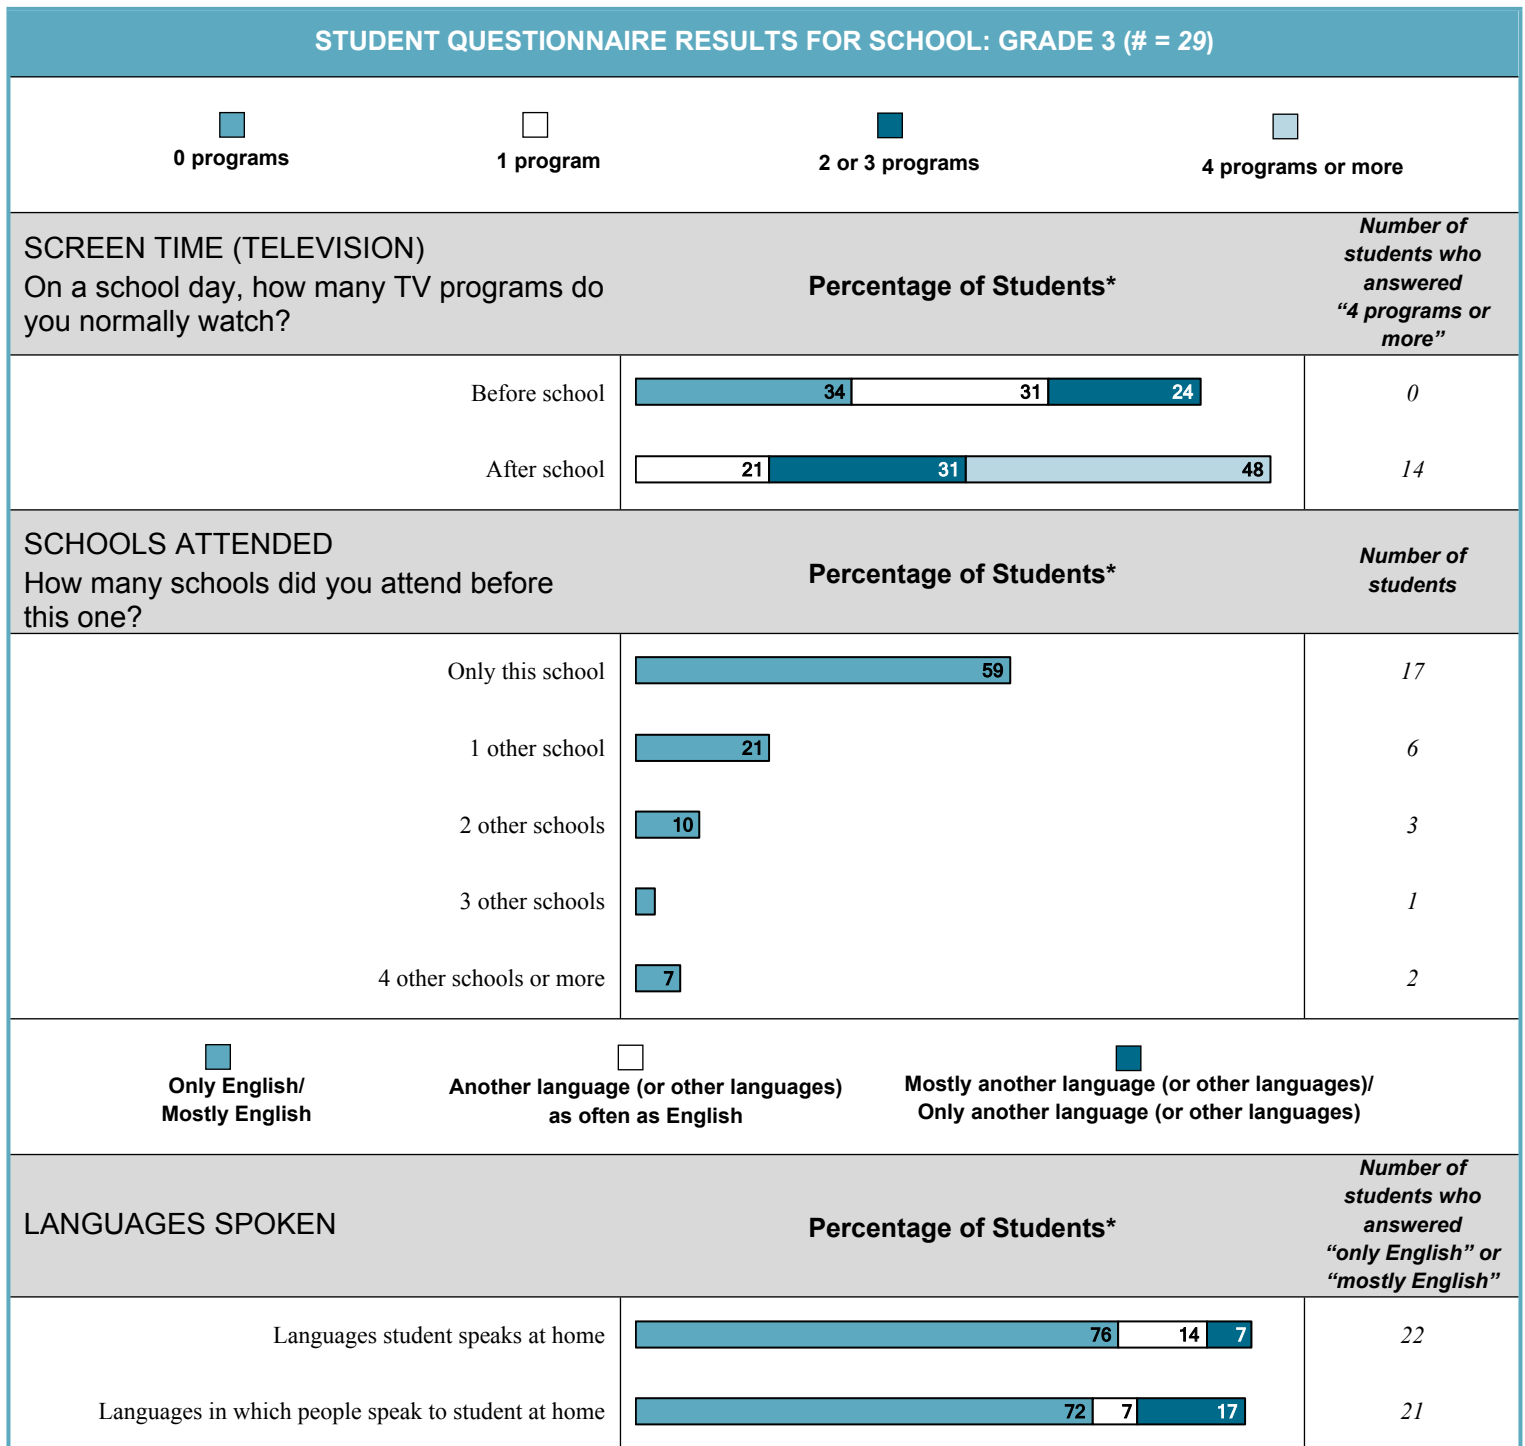 STUDENT QUESTIONNAIRE RESULTS FOR SCHOOL: GRADE 3 (# = 29)
0 programs
1 program
2 or 3 programs
4 programs or more
SCREEN TIME (TELEVISION)
On a school day, how many TV programs do
you normally watch?
Percentage of Students*
Number of
students who
answered
“4 programs or
more”
Before school 34 31 24 0
After school 21 31 48 14
SCHOOLS ATTENDED
How many schools did you attend before
this one?
Percentage of Students*
Number of
students
Only this school 59 17
1 other school 21 6
2 other schools 10 3
3 other schools 1
4 other schools or more 7 2
Only English/
Mostly English
Another language (or other languages)
as often as English
Mostly another language (or other languages)/
Only another language (or other languages)
LANGUAGES SPOKEN
Percentage of Students*
Number of
students who
answered
“only English” or
“mostly English”
Languages student speaks at home 76 14 7 22
Languages in which people speak to student at home 72 7 17 21